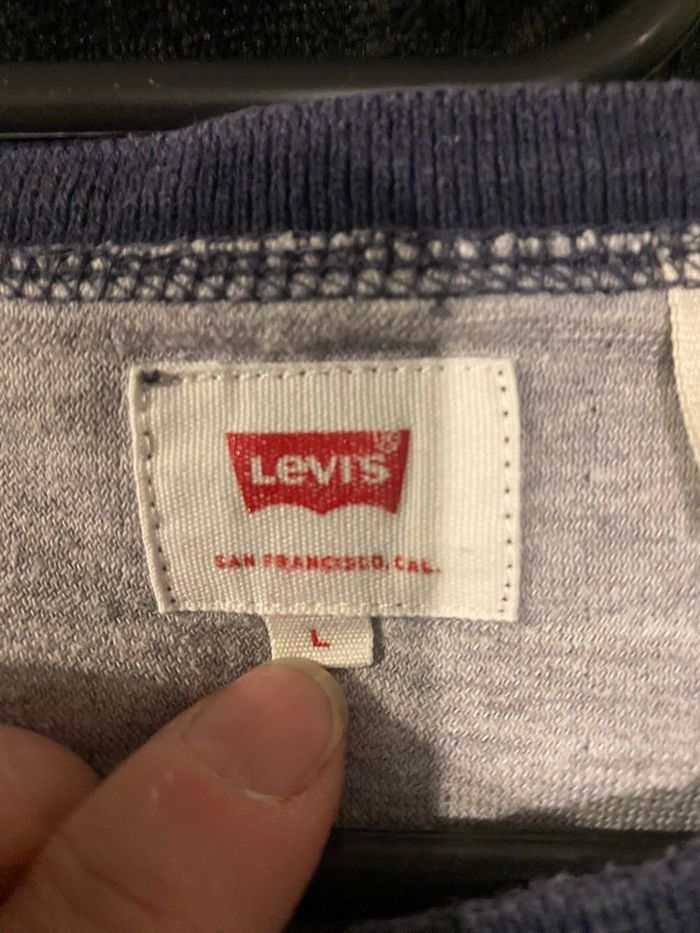 LEVI'S
SAN FRANCISCO, CAL.
L